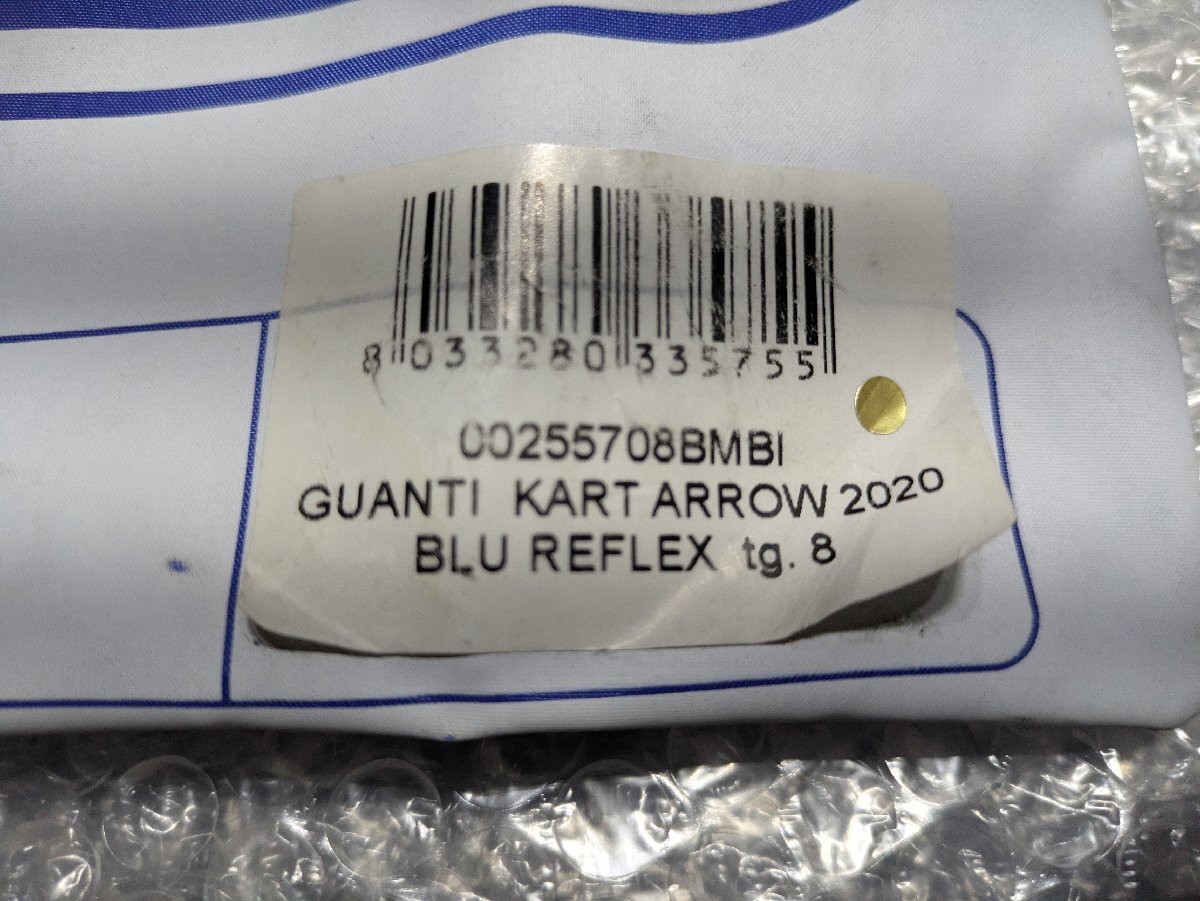 8 033280 335755
00255708BMBI
GUANTI KART ARROW 2020
BLU REFLEX tg. 8